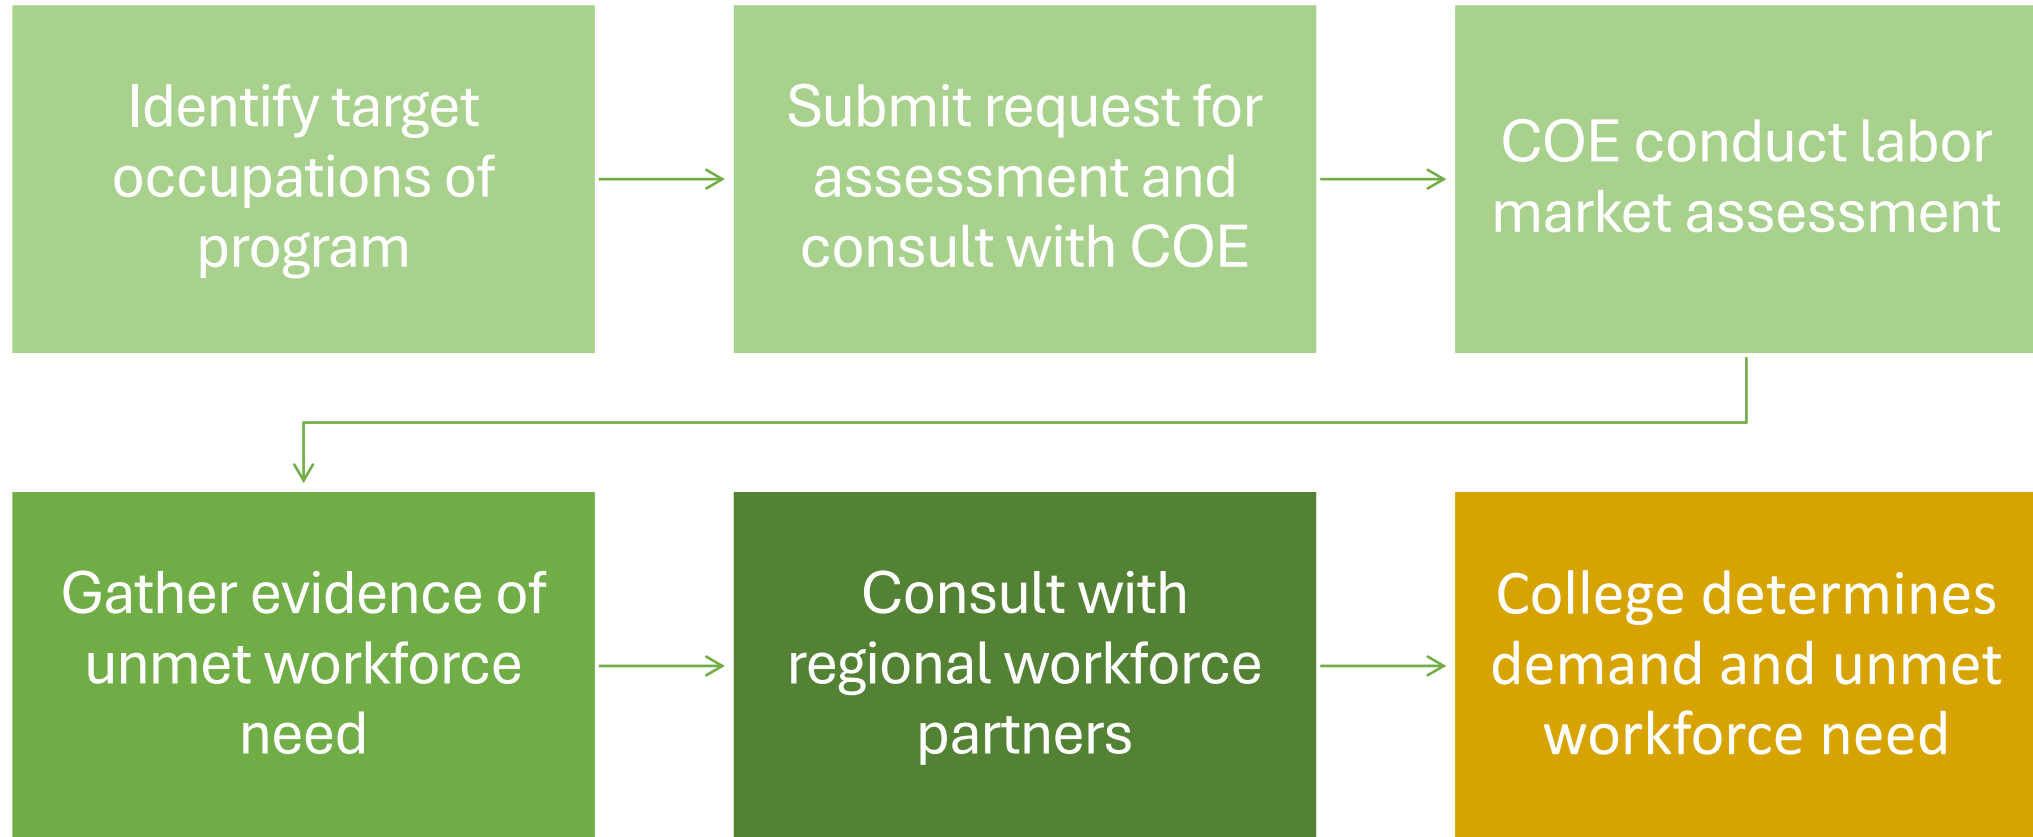 Identify target
occupations of
program
Submit request for
assessment and
consult with COE
COE conduct labor
market assessment
Gather evidence of
unmet workforce
need
Consult with
regional workforce
partners
College determines
demand and unmet
workforce need